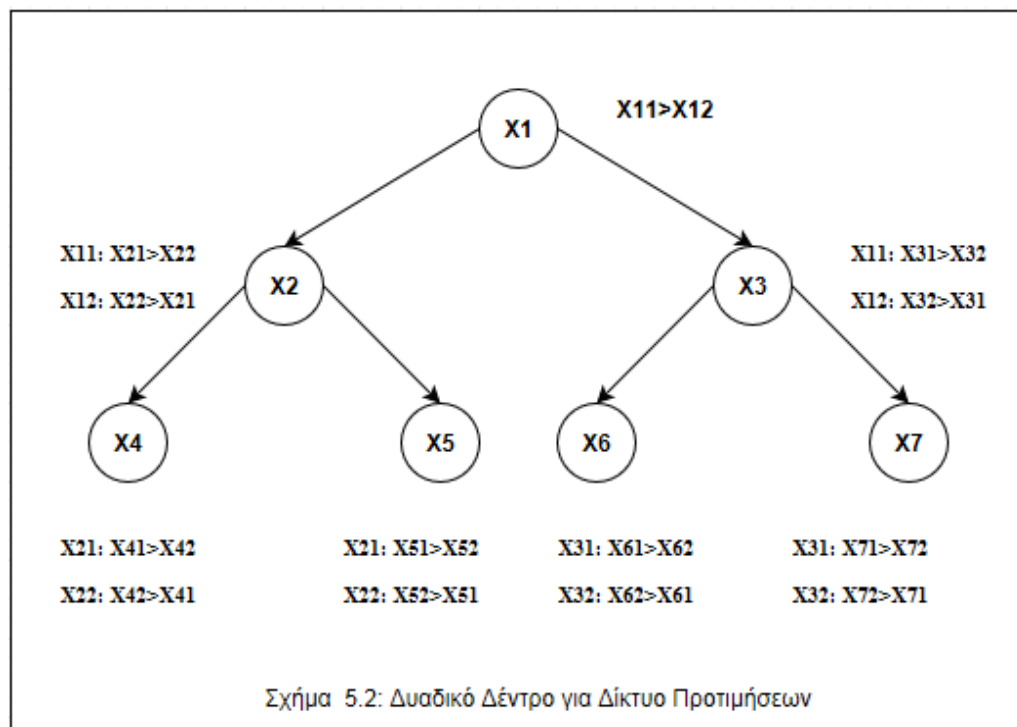 X1
X11>X12
X11: X21>X22
X12: X22>X21
X2
X3
X11: X31>X32
X12: X32>X31
X4
X5
X6
X7
X21: X41>X42
X22: X42>X41
X21: X51>X52
X22: X52>X51
X31: X61>X62
X32: X62>X61
X31: X71>X72
X32: X72>X71
Σχήμα 5.2: Δυαδικό Δέντρο για Δίκτυο Προτιμήσεων